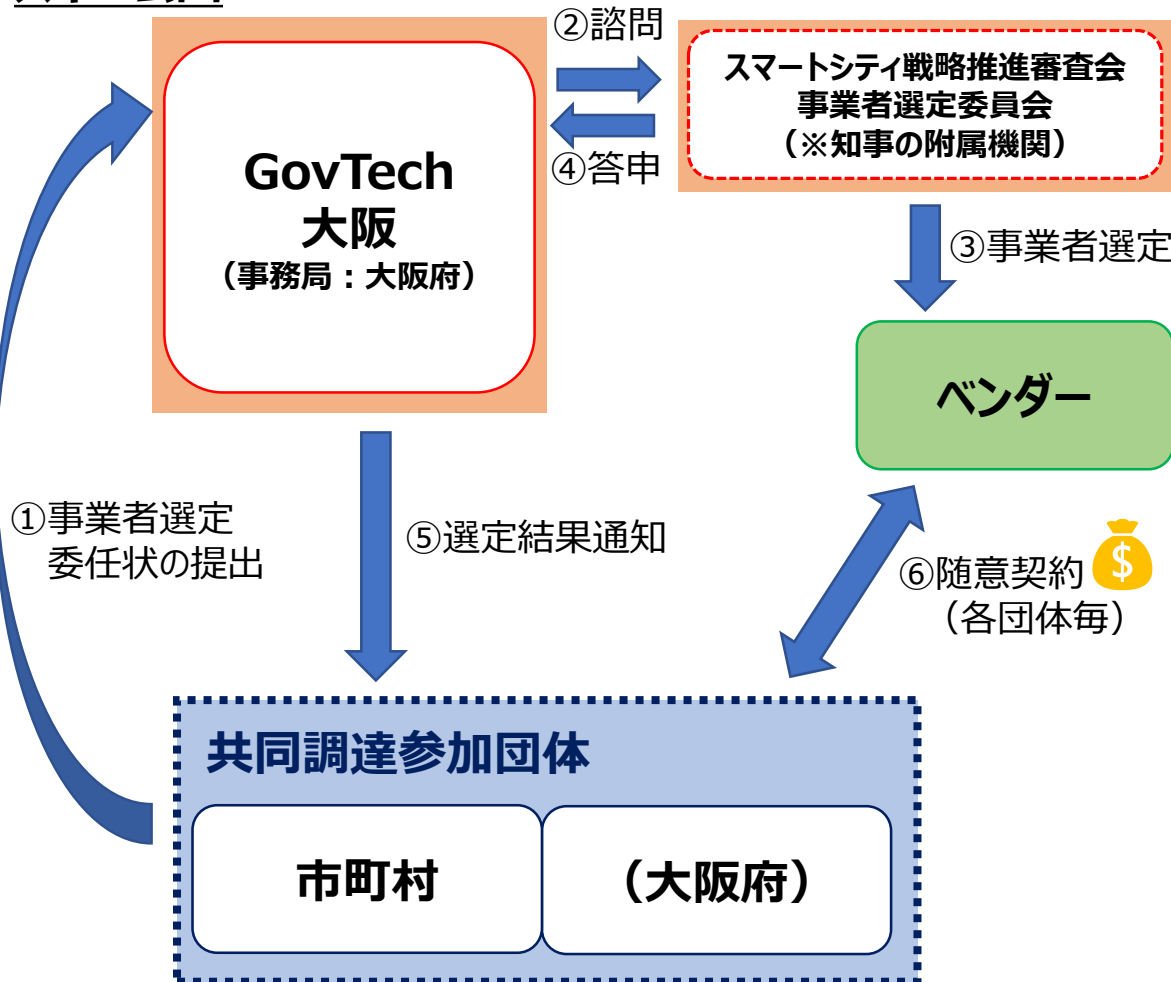 ②諮問
スマートシティ戦略推進審査会
事業者選定委員会
（※知事の附属機関）
GovTech
大阪
（事務局：大阪府）
④答申
③事業者選定
ベンダー
①事業者選定
委任状の提出
⑤選定結果通知
⑥随意契約
（各団体毎）
$
共同調達参加団体
市町村
（大阪府）